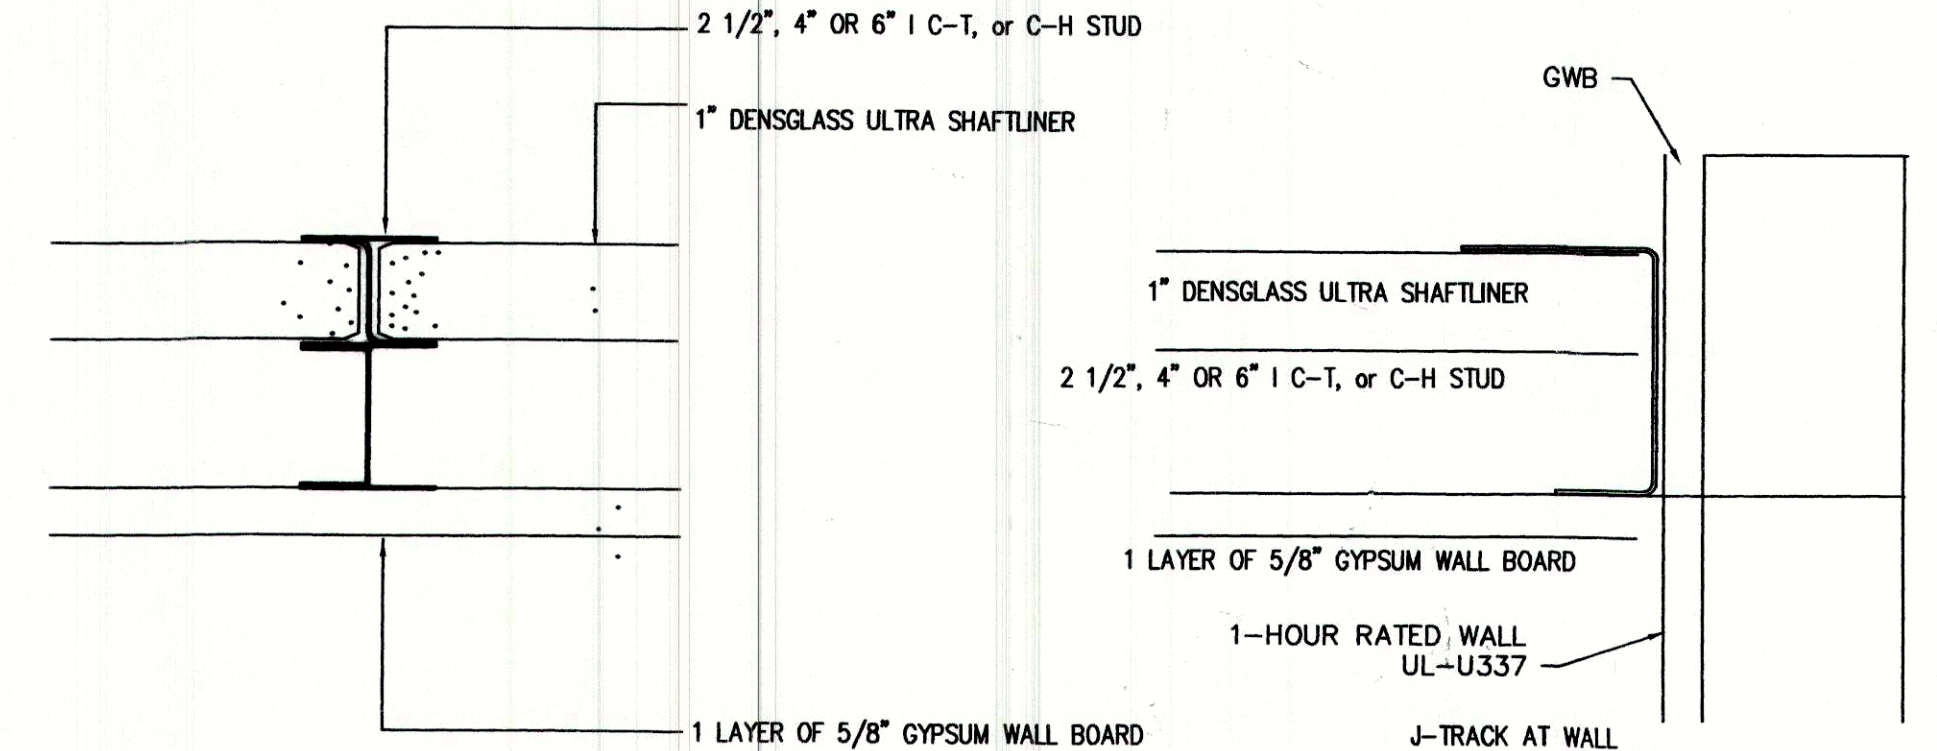 2 1/2", 4" OR 6" I C-T, or C-H STUD
1" DENSGLASS ULTRA SHAFTLINER
1 LAYER OF 5/8" GYPSUM WALL BOARD
GWB
1" DENSGLASS ULTRA SHAFTLINER
2 1/2", 4" OR 6" I C-T, or C-H STUD
1 LAYER OF 5/8" GYPSUM WALL BOARD
1-HOUR RATED WALL
UL-U337
J-TRACK AT WALL